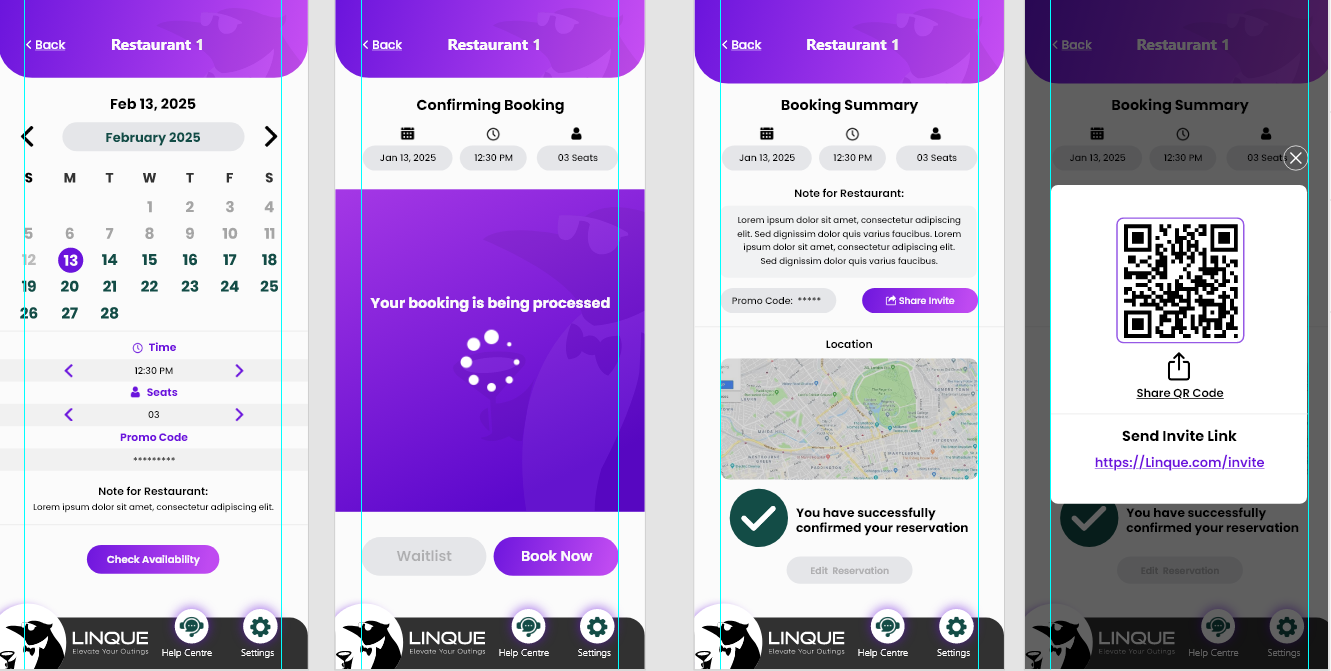 < Back
Restaurant 1
Feb 13, 2025
February 2025
S M T W T F S
1 2 3 4
5 6 7 8 9 10 11
12 13 14 15 16 17 18
19 20 21 22 23 24 25
26 27 28
Time
12:30 PM
Seats
03
Promo Code
*********
Note for Restaurant:
Lorem ipsum dolor sit amet, consectetur adipiscing elit.
Check Availability
LINQUE
Elevate Your Outings
Help Centre
Settings
< Back
Restaurant 1
Confirming Booking
Jan 13, 2025
12:30 PM
03 Seats
Your booking is being processed
Waitlist
Book Now
LINQUE
Elevate Your Outings
Help Centre
Settings
< Back
Restaurant 1
Booking Summary
Jan 13, 2025
12:30 PM
03 Seats
Note for Restaurant:
Lorem ipsum dolor sit amet, consectetur adipiscing
elit. Sed dignissim dolor quis varius faucibus. Lorem
ipsum dolor sit amet, consectetur adipiscing elit.
Sed dignissim dolor quis varius faucibus.
Promo Code: *****
Share Invite
Location
You have successfully
confirmed your reservation
Edit Reservation
LINQUE
Elevate Your Outings
Help Centre
Settings
< Back
Restaurant 1
Booking Summary
Jan 13, 2025
12:30 PM
03 Seats
Share QR Code
Send Invite Link
https://Linque.com/invite
You have successfully
confirmed your reservation
Edit Reservation
LINQUE
Elevate Your Outings
Help Centre
Settings